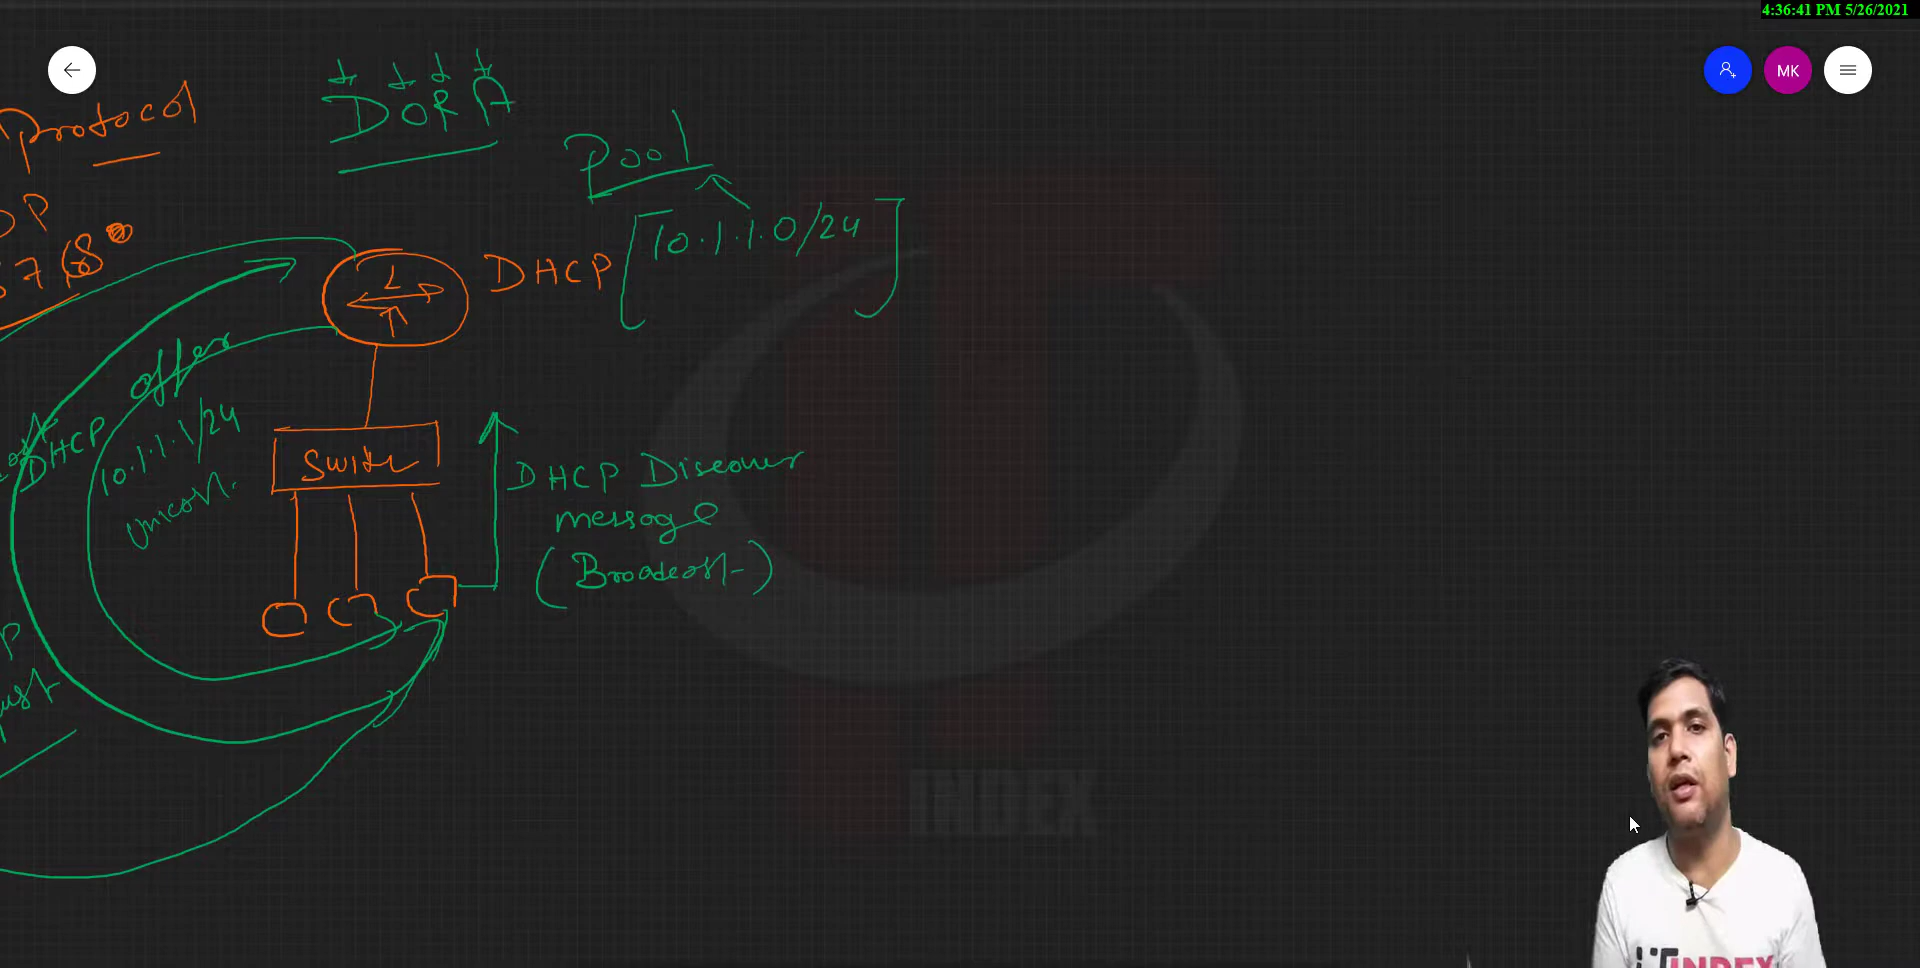 4:36:41 PM 5/26/2021
MK
Protocol
DORA
Pool
10.1.1.0/24
DHCP
offer
DHCP
10.1.1.1/24
unicast.
Switch
DHCP Discover
message
(Broadcast)
INDEX
INDEX